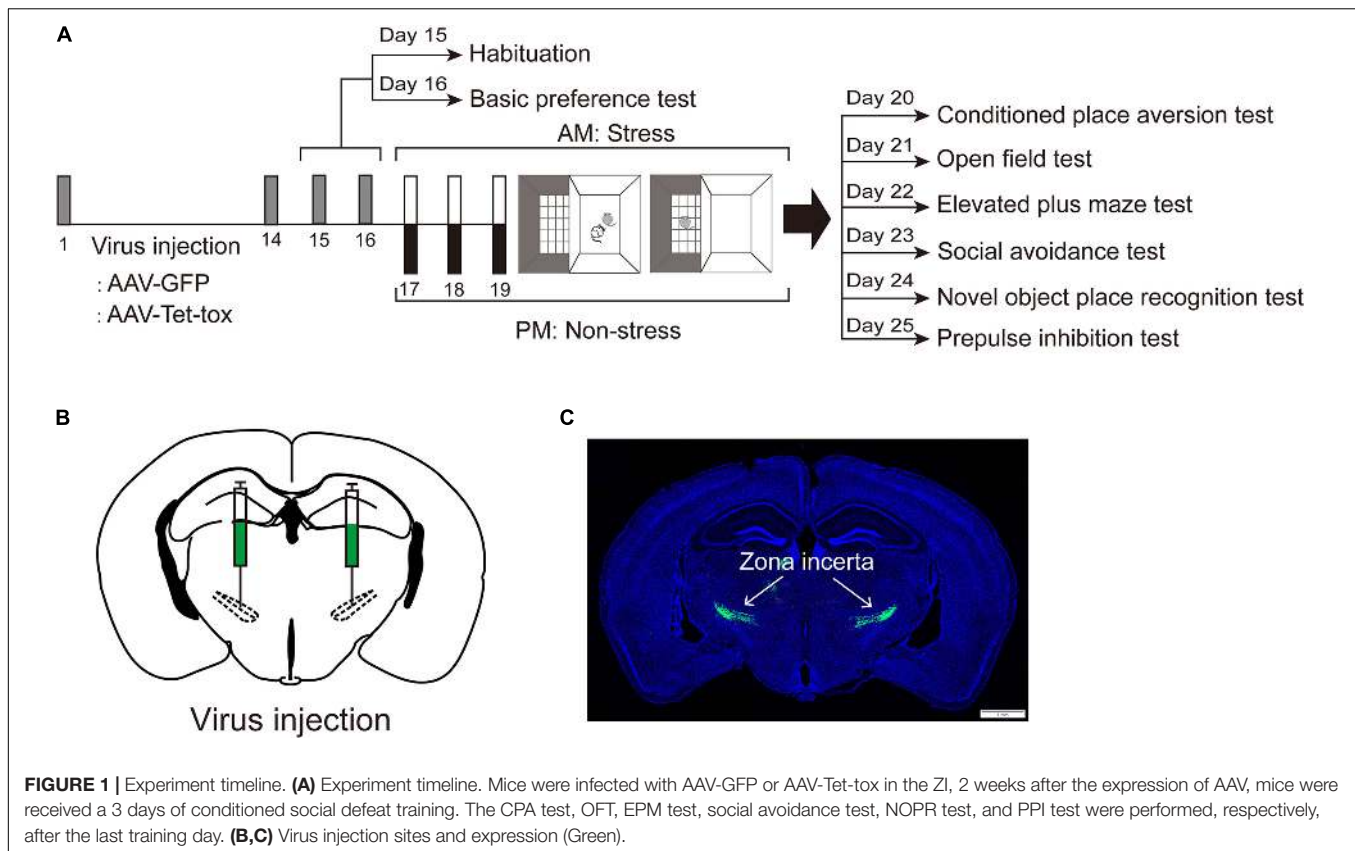 A
Day 15
Habituation
Day 16
Basic preference test
AM: Stress
1
14
15
16
17
18
19
Virus injection
: AAV-GFP
: AAV-Tet-tox
PM: Non-stress
Day 20
Conditioned place aversion test
Day 21
Open field test
Day 22
Elevated plus maze test
Day 23
Social avoidance test
Day 24
Novel object place recognition test
Day 25
Prepulse inhibition test
B
Virus injection
C
Zona incerta
FIGURE 1 | Experiment timeline. (A) Experiment timeline. Mice were infected with AAV-GFP or AAV-Tet-tox in the ZI, 2 weeks after the expression of AAV, mice were
received a 3 days of conditioned social defeat training. The CPA test, OFT, EPM test, social avoidance test, NOPR test, and PPI test were performed, respectively,
after the last training day. (B,C) Virus injection sites and expression (Green).